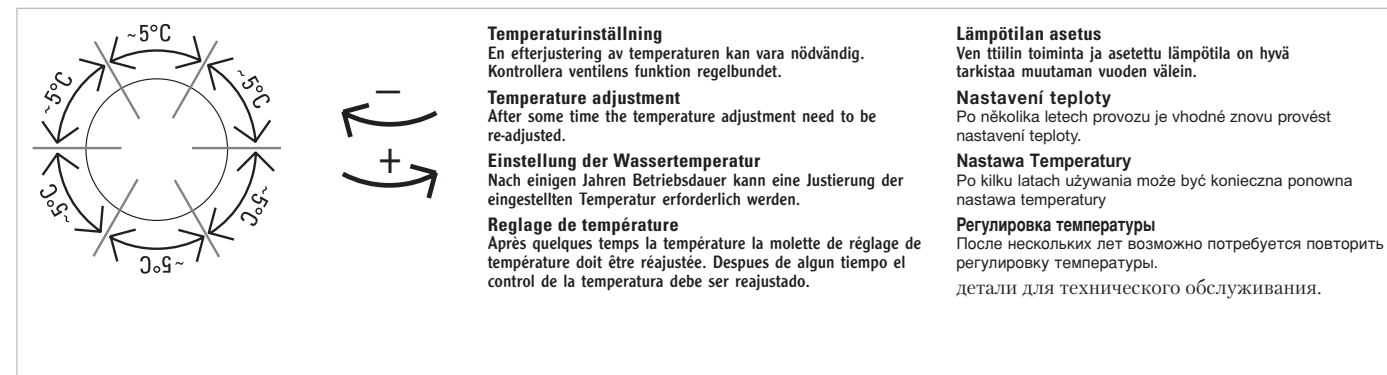 ~5°C
~5°C
~5°C
~5°C
~5°C
~5°C
−
+
Temperaturinställning
En efterjustering av temperaturen kan vara nödvändig.
Kontrollera ventilens funktion regelbundet.
Temperature adjustment
After some time the temperature adjustment need to be
re-adjusted.
Einstellung der Wassertemperatur
Nach einigen Jahren Betriebsdauer kann eine Justierung der
eingestellten Temperatur erforderlich werden.
Reglage de température
Après quelques temps la température la molette de réglage de
température doit être réajustée. Despues de algun tiempo el
control de la temperatura debe ser reajustado.
Lämpötilan asetus
Ven ttiilin toiminta ja asetettu lämpötila on hyvä
tarkistaa muutaman vuoden välein.
Nastavení teploty
Po několika letech provozu je vhodné znovu provést
nastavení teploty.
Nastawa Temperatury
Po kilku latach używania może być konieczna ponowna
nastawa temperatury
Регулировка температуры
После нескольких лет возможно потребуется повторить
регулировку температуры.
детали для технического обслуживания.